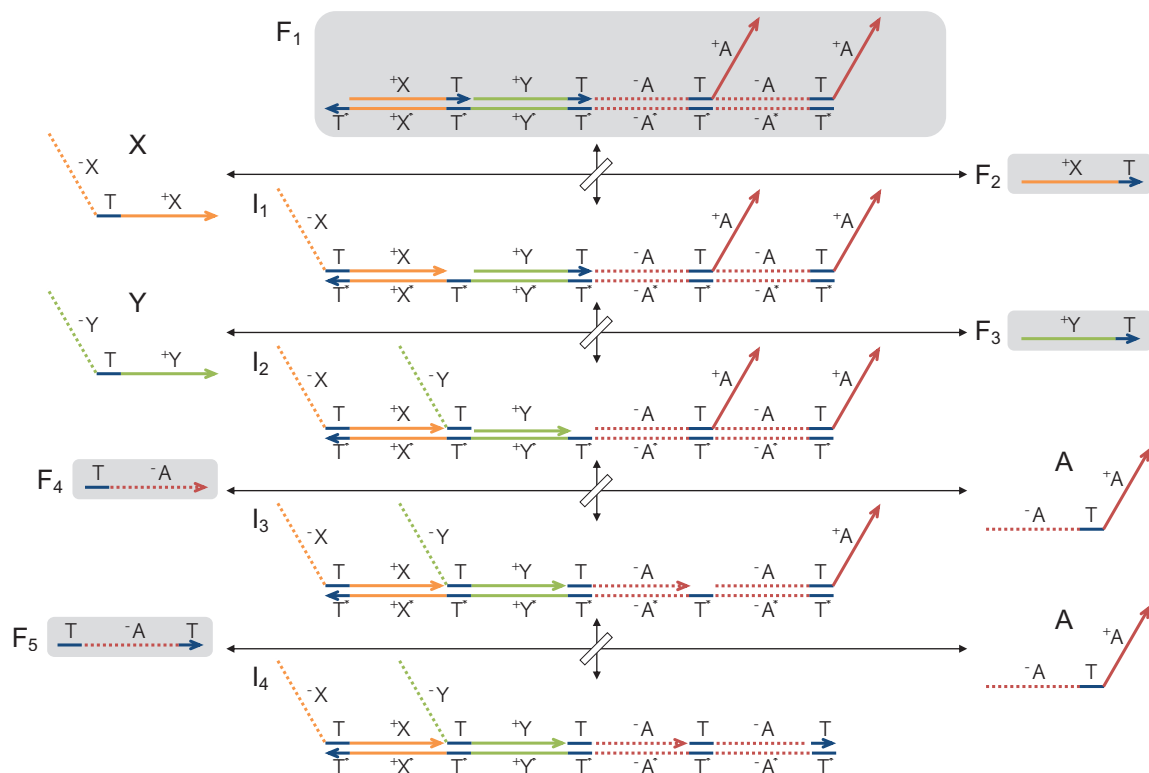 F1
+A +A
+X T +Y T -A T -A T
T* +X* T* +Y* T* -A* T* -A* T*
X
-X
T +X
F2
+X T
I1
-X
+A +A
T +X +Y T -A T -A T
T* +X* T* +Y* T* -A* T* -A* T*
Y
-Y
T +Y
F3
+Y T
I2
-X -Y
+A +A
T +X T +Y -A T -A T
T* +X* T* +Y* T* -A* T* -A* T*
F4
T -A
A
+A
-A T
I3
-X -Y
+A
T +X T +Y T -A -A T
T* +X* T* +Y* T* -A* T* -A* T*
F5
T -A T
A
+A
-A T
I4
-X -Y
T +X T +Y T -A T -A T
T* +X* T* +Y* T* -A* T* -A* T*